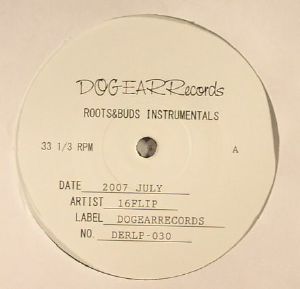 DOGEARRecords
ROOTS&BUDS INSTRUMENTALS
33 1/3 RPM A
DATE 2007 JULY
ARTIST 16FLIP
LABEL DOGEARRECORDS
NO. DERLP-030